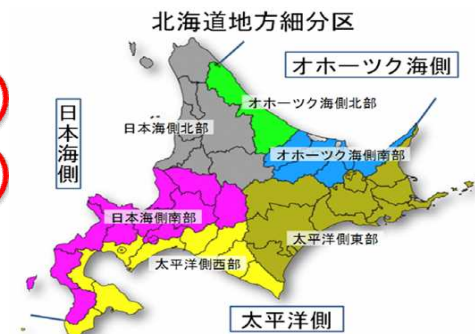 北海道地方細分区
オホーツク海側
オホーツク海側北部
日本海側
日本海側北部
オホーツク海側南部
日本海側南部
太平洋側東部
太平洋側西部
太平洋側